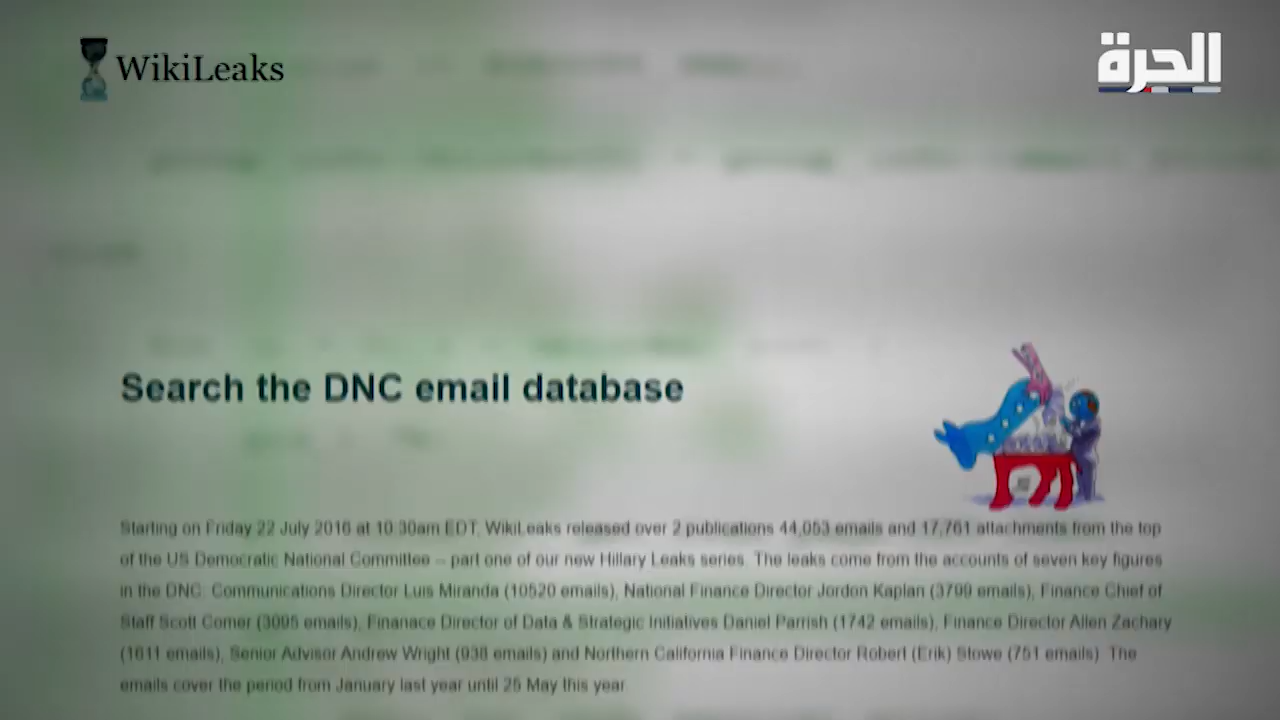 WikiLeaks
الحرة
Search the DNC email database
Starting on Friday 22 July 2016 at 10:30am EDT, WikiLeaks released over 2 publications 44,053 emails and 17,761 attachments from the top
of the US Democratic National Committee -- part one of our new Hillary Leaks series. The leaks come from the accounts of seven key figures
in the DNC: Communications Director Luis Miranda (10520 emails), National Finance Director Jordon Kaplan (3799 emails), Finance Chief of
Staff Scott Comer (3095 emails), Finanace Director of Data & Strategic Initiatives Daniel Parrish (1742 emails), Finance Director Allen Zachary
(1611 emails), Senior Advisor Andrew Wright (938 emails) and Northern California Finance Director Robert (Erik) Stowe (751 emails). The
emails cover the period from January last year until 25 May this year.